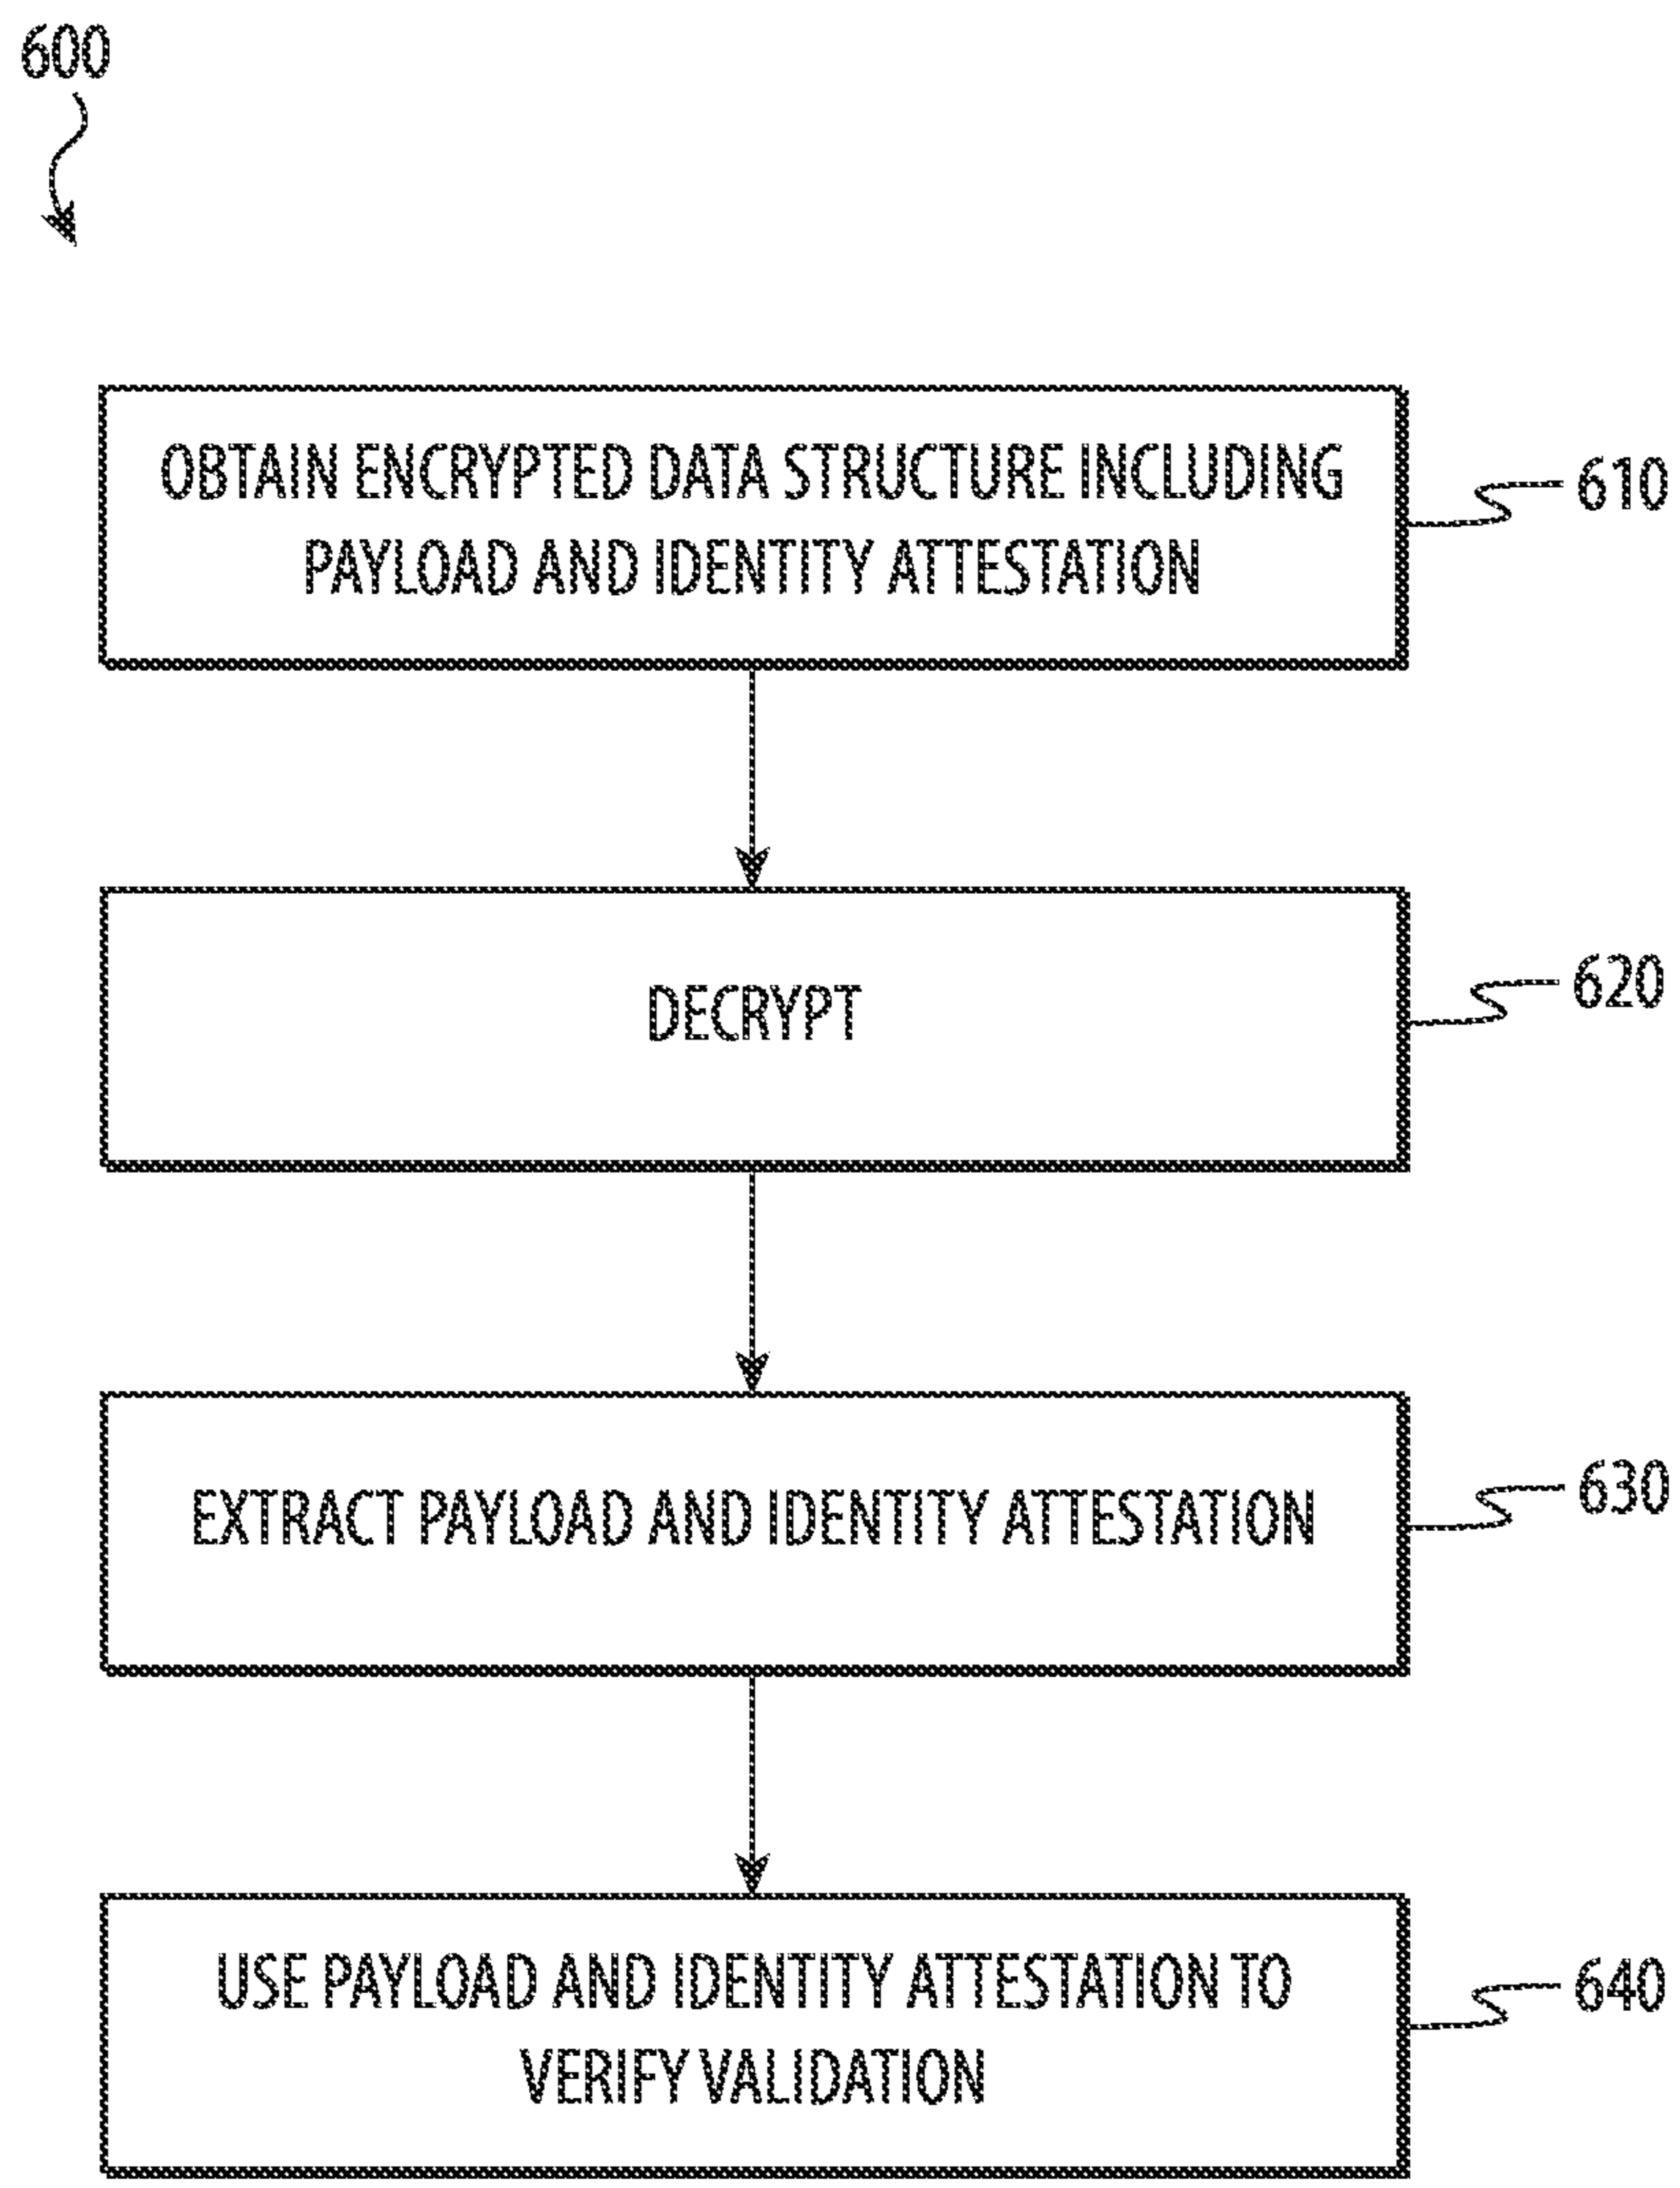 600
OBTAIN ENCRYPTED DATA STRUCTURE INCLUDING
PAYLOAD AND IDENTITY ATTESTATION
610
DECRYPT
620
EXTRACT PAYLOAD AND IDENTITY ATTESTATION
630
USE PAYLOAD AND IDENTITY ATTESTATION TO
VERIFY VALIDATION
640